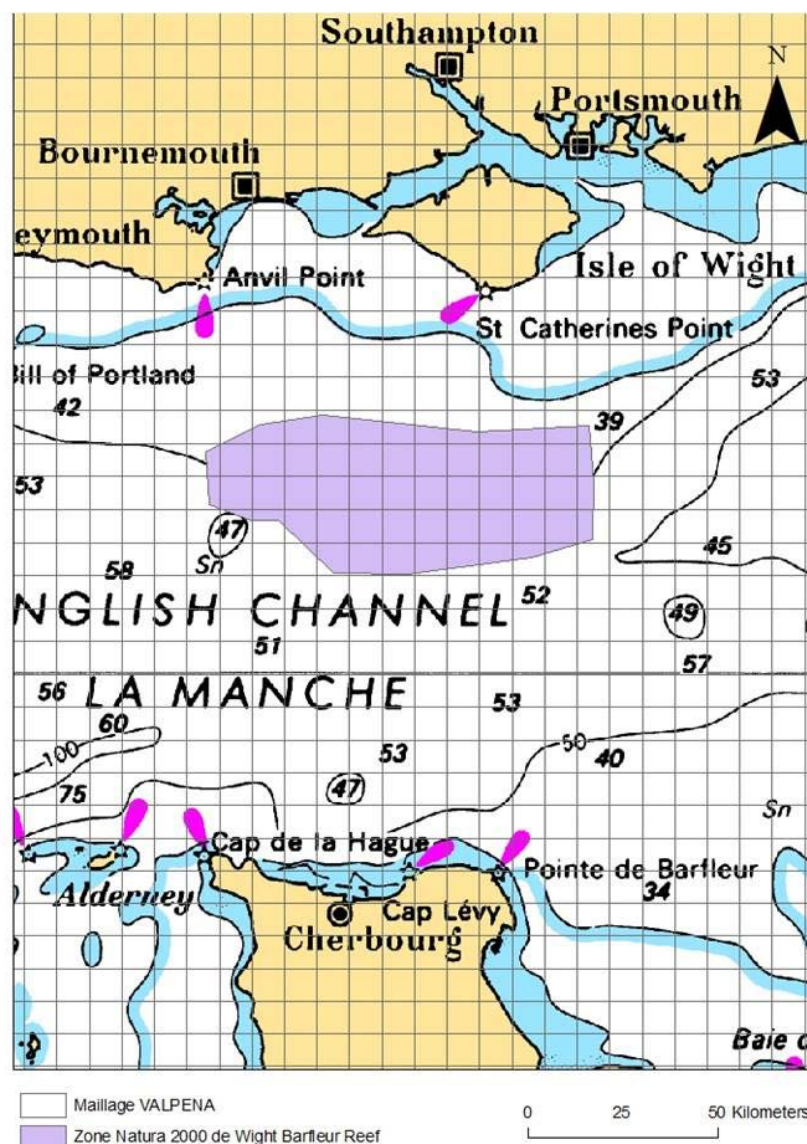 Southampton
N
Portsmouth
Bournemouth
eymouth
Anvil Point
Isle of Wight
St Catherines Point
Bill of Portland
53
42
39
53
47
45
Sn
58
52
NGLISH CHANNEL
49
51
57
56
LA MANCHE
53
60
50
100
53
40
75
47
Sn
Cap de la Hague
Pointe de Barfleur
Alderney
34
Cap Lévy
Cherbourg
Baie d
Maillage VALPENA
0 25 50 Kilometers
Zone Natura 2000 de Wight Barfleur Reef